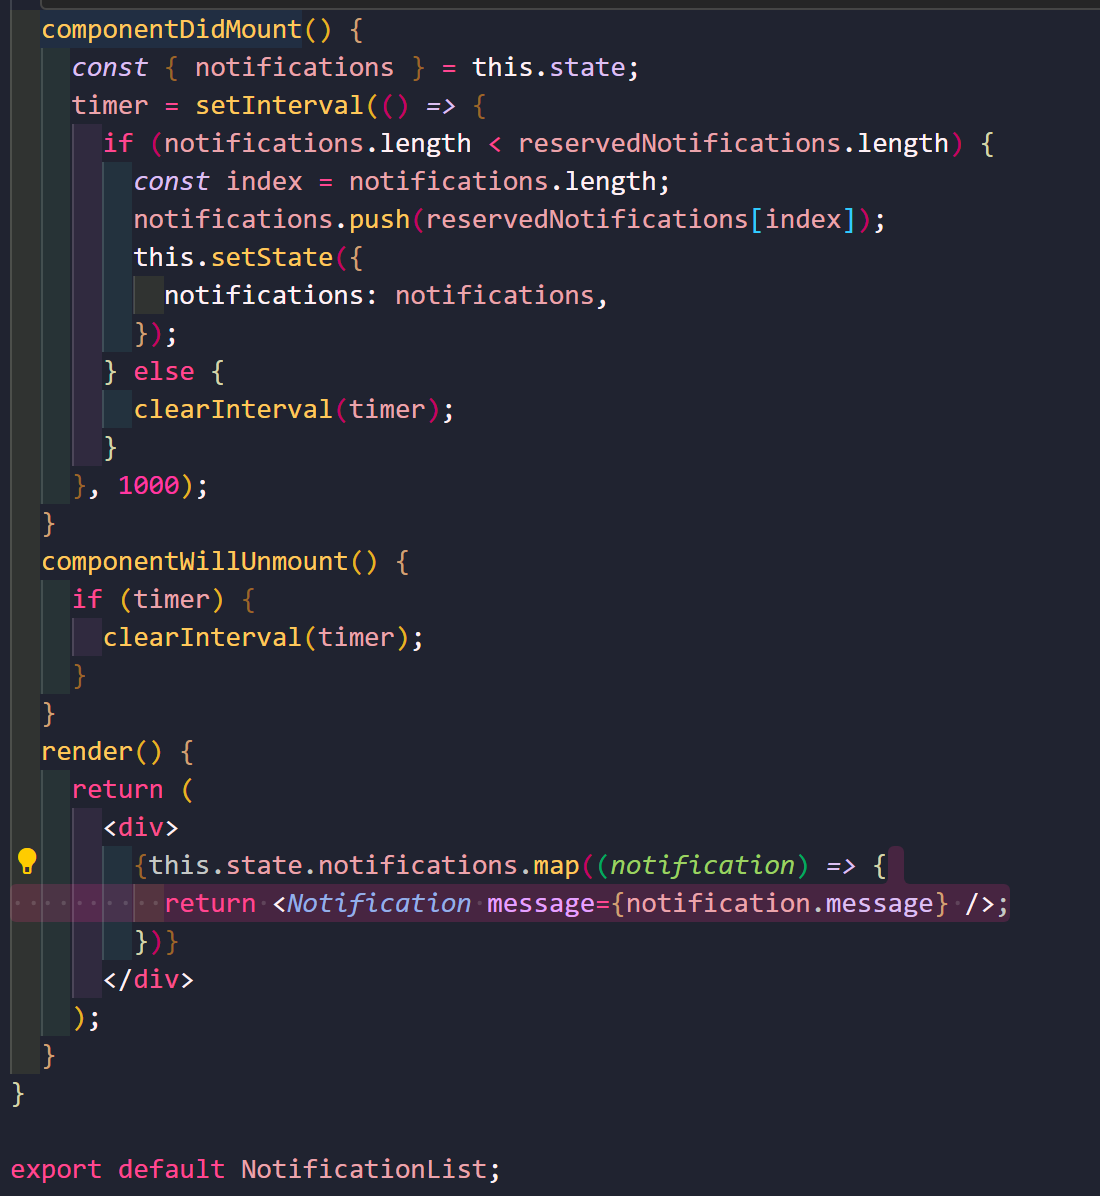 componentDidMount() {
const { notifications } = this.state;
timer = setInterval(() => {
if (notifications.length < reservedNotifications.length) {
const index = notifications.length;
notifications.push(reservedNotifications[index]);
this.setState({
notifications: notifications,
});
} else {
clearInterval(timer);
}
}, 1000);
}
componentWillUnmount() {
if (timer) {
clearInterval(timer);
}
}
render() {
return (
<div>
{this.state.notifications.map((notification) => {
return <Notification message={notification.message} />;
})}
</div>
);
}
}
export default NotificationList;